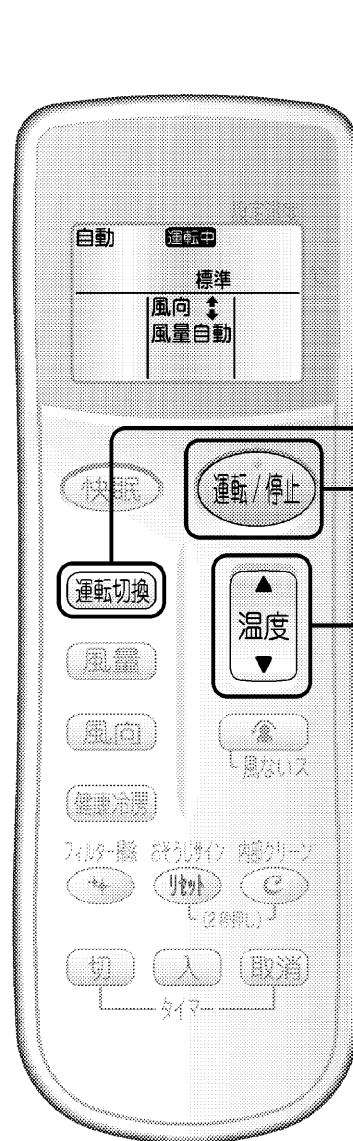 自動 運転中
標準
風向
風量自動
快眠 運転/停止
運転切換
温度
風量
風向
風ないス
健康冷房
フィルター掃除 おそうじサイン 内部クリーン
リセット
(2秒押し)
切 入 取消
タイマー